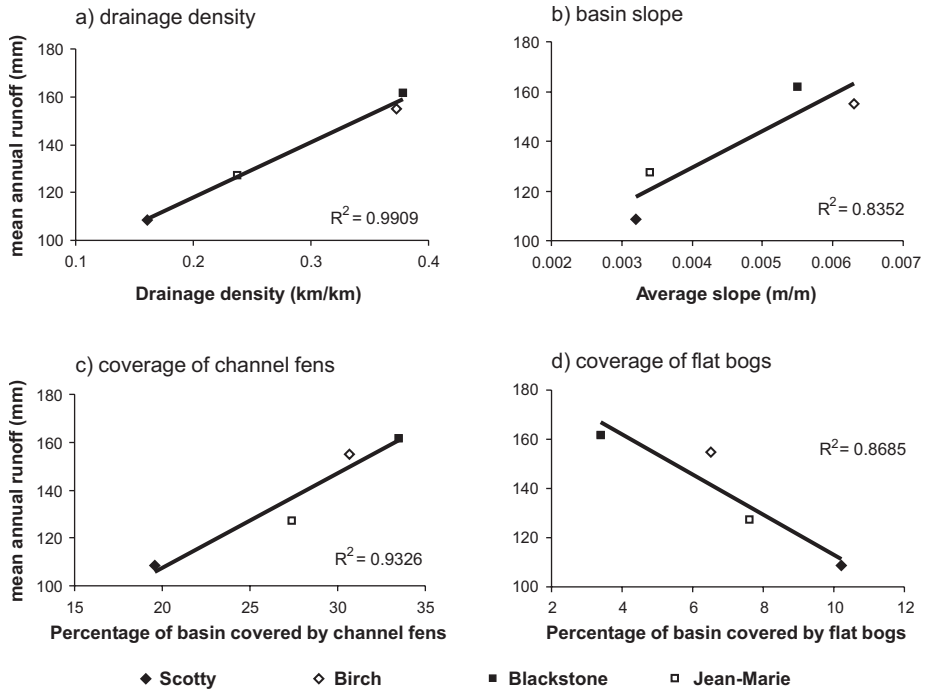 a) drainage density
mean annual runoff (mm)
180
160
140
120
100
0.1 0.2 0.3 0.4
R² = 0.9909
Drainage density (km/km)
b) basin slope
180
160
140
120
100
0.002 0.003 0.004 0.005 0.006 0.007
R² = 0.8352
Average slope (m/m)
c) coverage of channel fens
mean annual runoff (mm)
180
160
140
120
100
15 20 25 30 35
R² = 0.9326
Percentage of basin covered by channel fens
d) coverage of flat bogs
180
160
140
120
100
2 4 6 8 10 12
R² = 0.8685
Percentage of basin covered by flat bogs
Scotty Birch Blackstone Jean-Marie